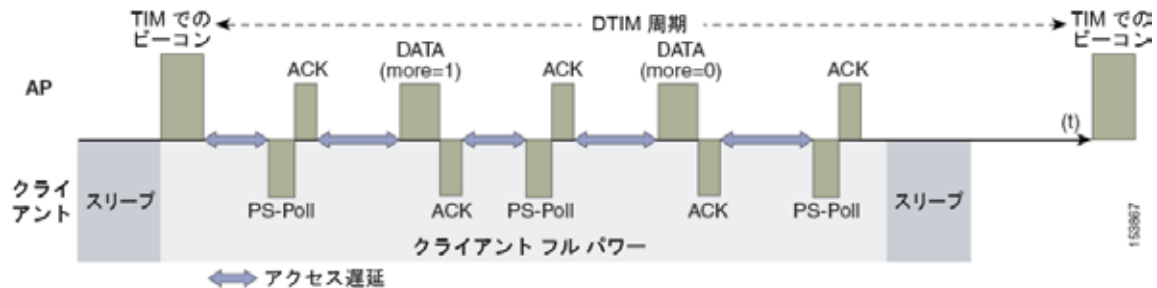 TIM での
ビーコン
DTIM 周期
TIM での
ビーコン
AP
ACK
DATA
(more=1)
ACK
DATA
(more=0)
ACK
(t)
クライ
アント
スリープ
PS-Poll
ACK
PS-Poll
ACK
PS-Poll
スリープ
クライアント フル パワー
アクセス遅延
153867